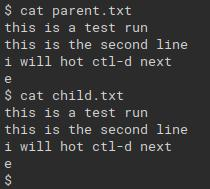 $ cat parent.txt
this is a test run
this is the second line
i will hot ctl-d next
e
$ cat child.txt
this is a test run
this is the second line
i will hot ctl-d next
e
$